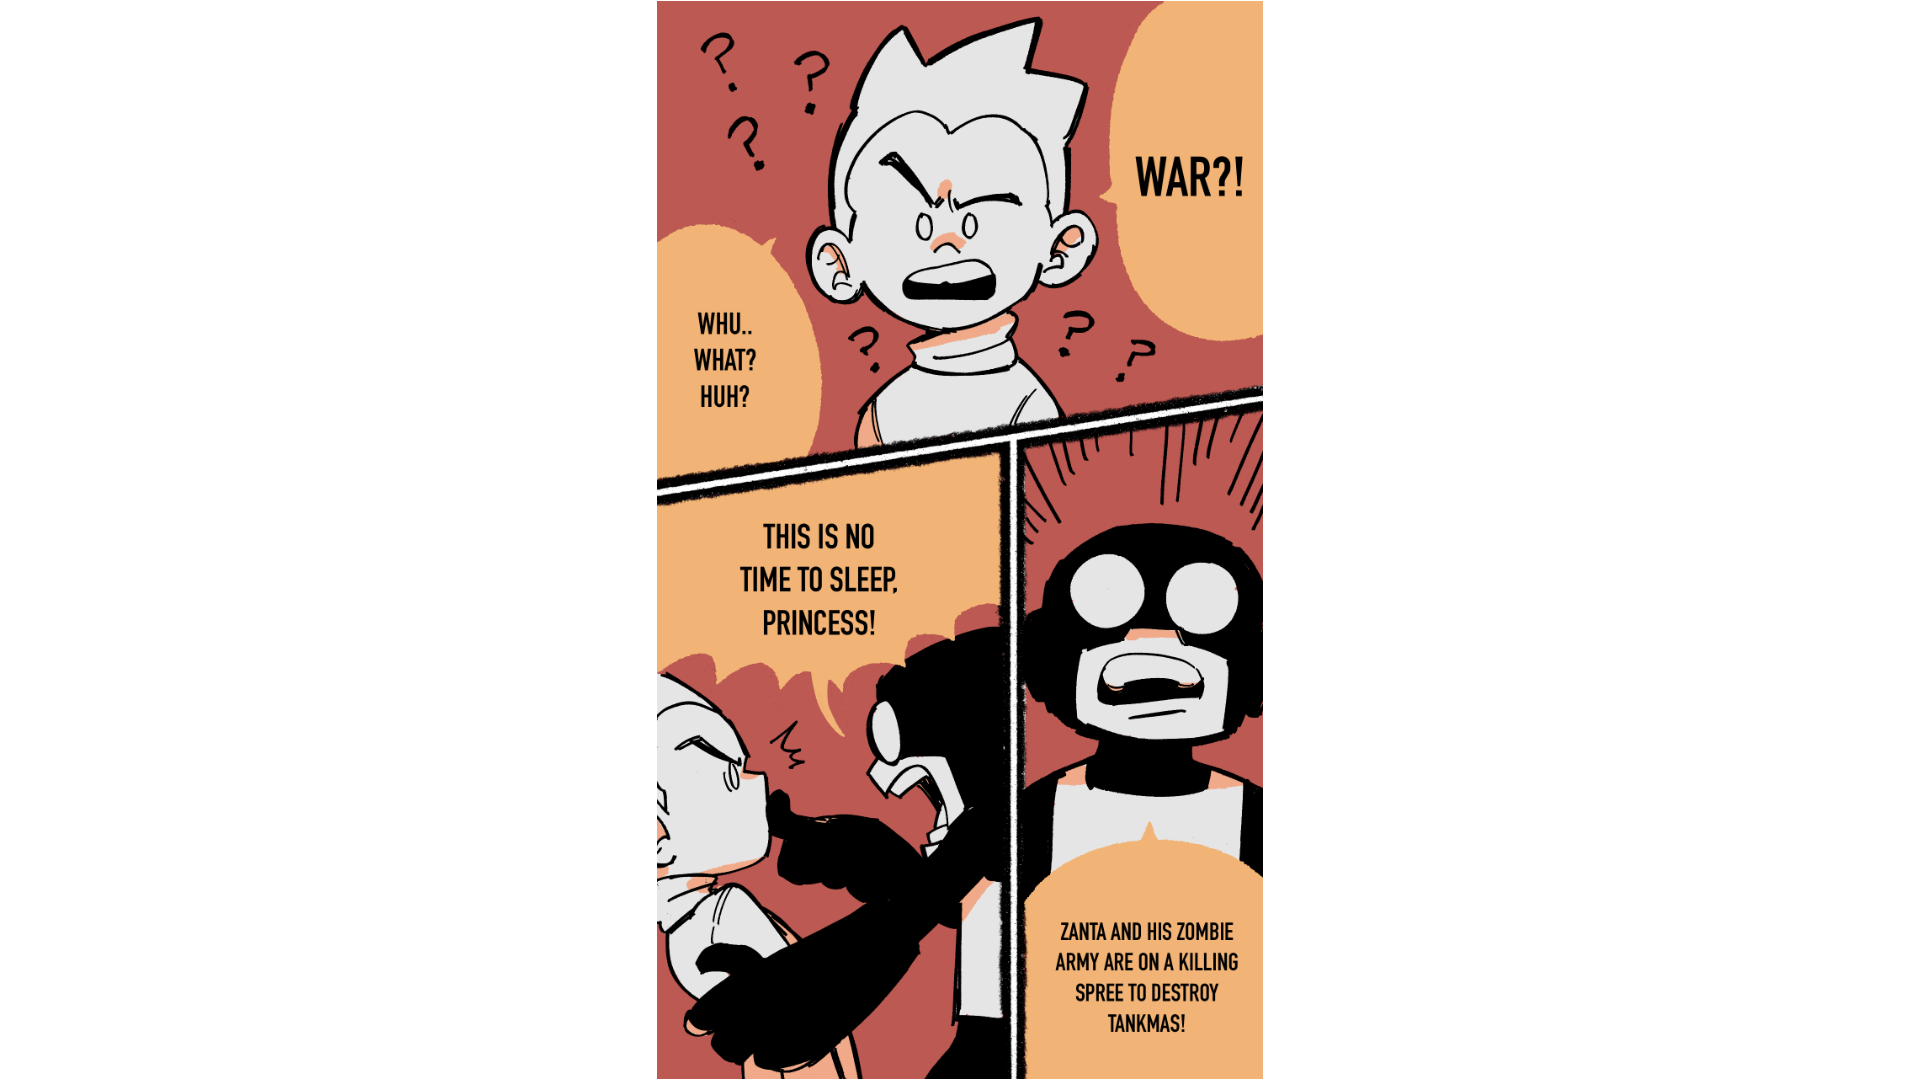 WAR?!
WHU..
WHAT?
HUH?
THIS IS NO
TIME TO SLEEP,
PRINCESS!
ZANTA AND HIS ZOMBIE
ARMY ARE ON A KILLING
SPREE TO DESTROY
TANKMAS!